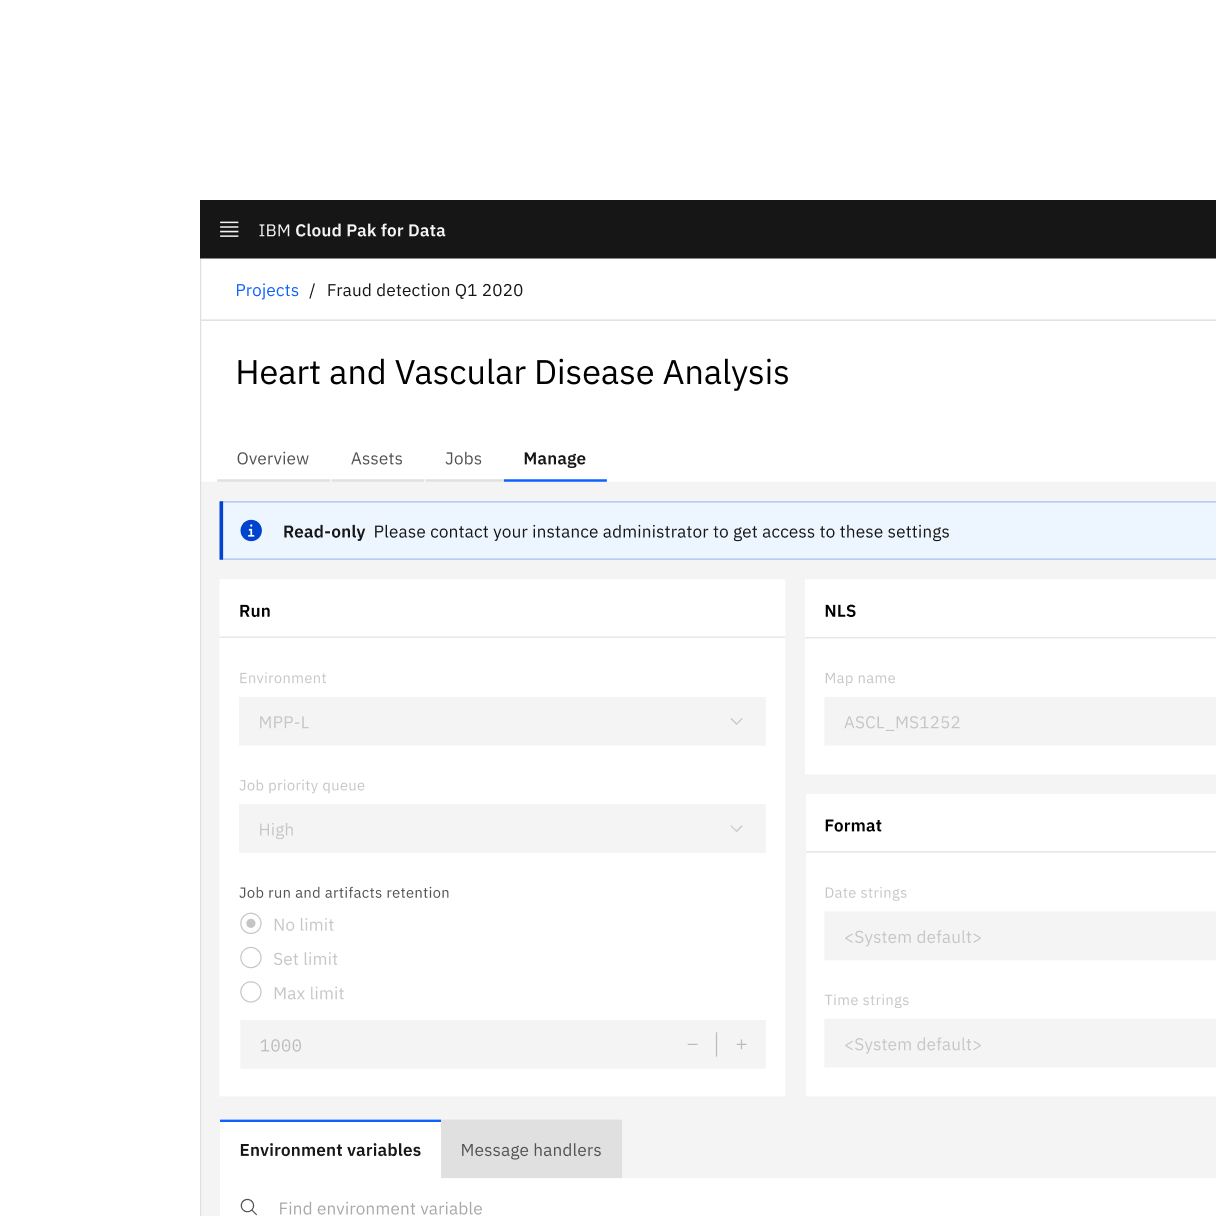 IBM Cloud Pak for Data
Projects / Fraud detection Q1 2020
Heart and Vascular Disease Analysis
Overview Assets Jobs Manage
Read-only Please contact your instance administrator to get access to these settings
Run
Environment
MPP-L
Job priority queue
High
Job run and artifacts retention
No limit
Set limit
Max limit
1000
NLS
Map name
ASCL_MS1252
Format
Date strings
<System default>
Time strings
<System default>
Environment variables Message handlers
Find environment variable